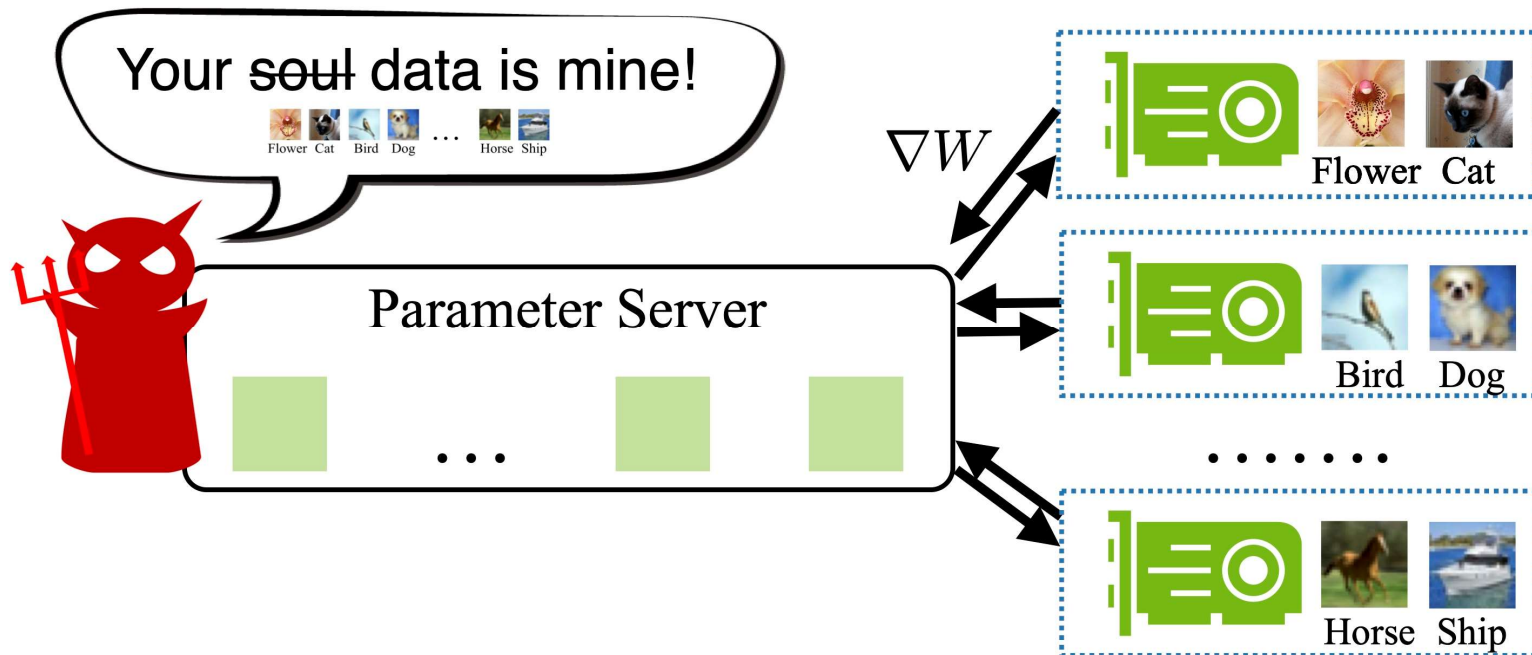 Your soul data is mine!
Flower Cat Bird Dog ... Horse Ship
∇W
Flower Cat
Parameter Server
Bird Dog
...
.......
Horse Ship